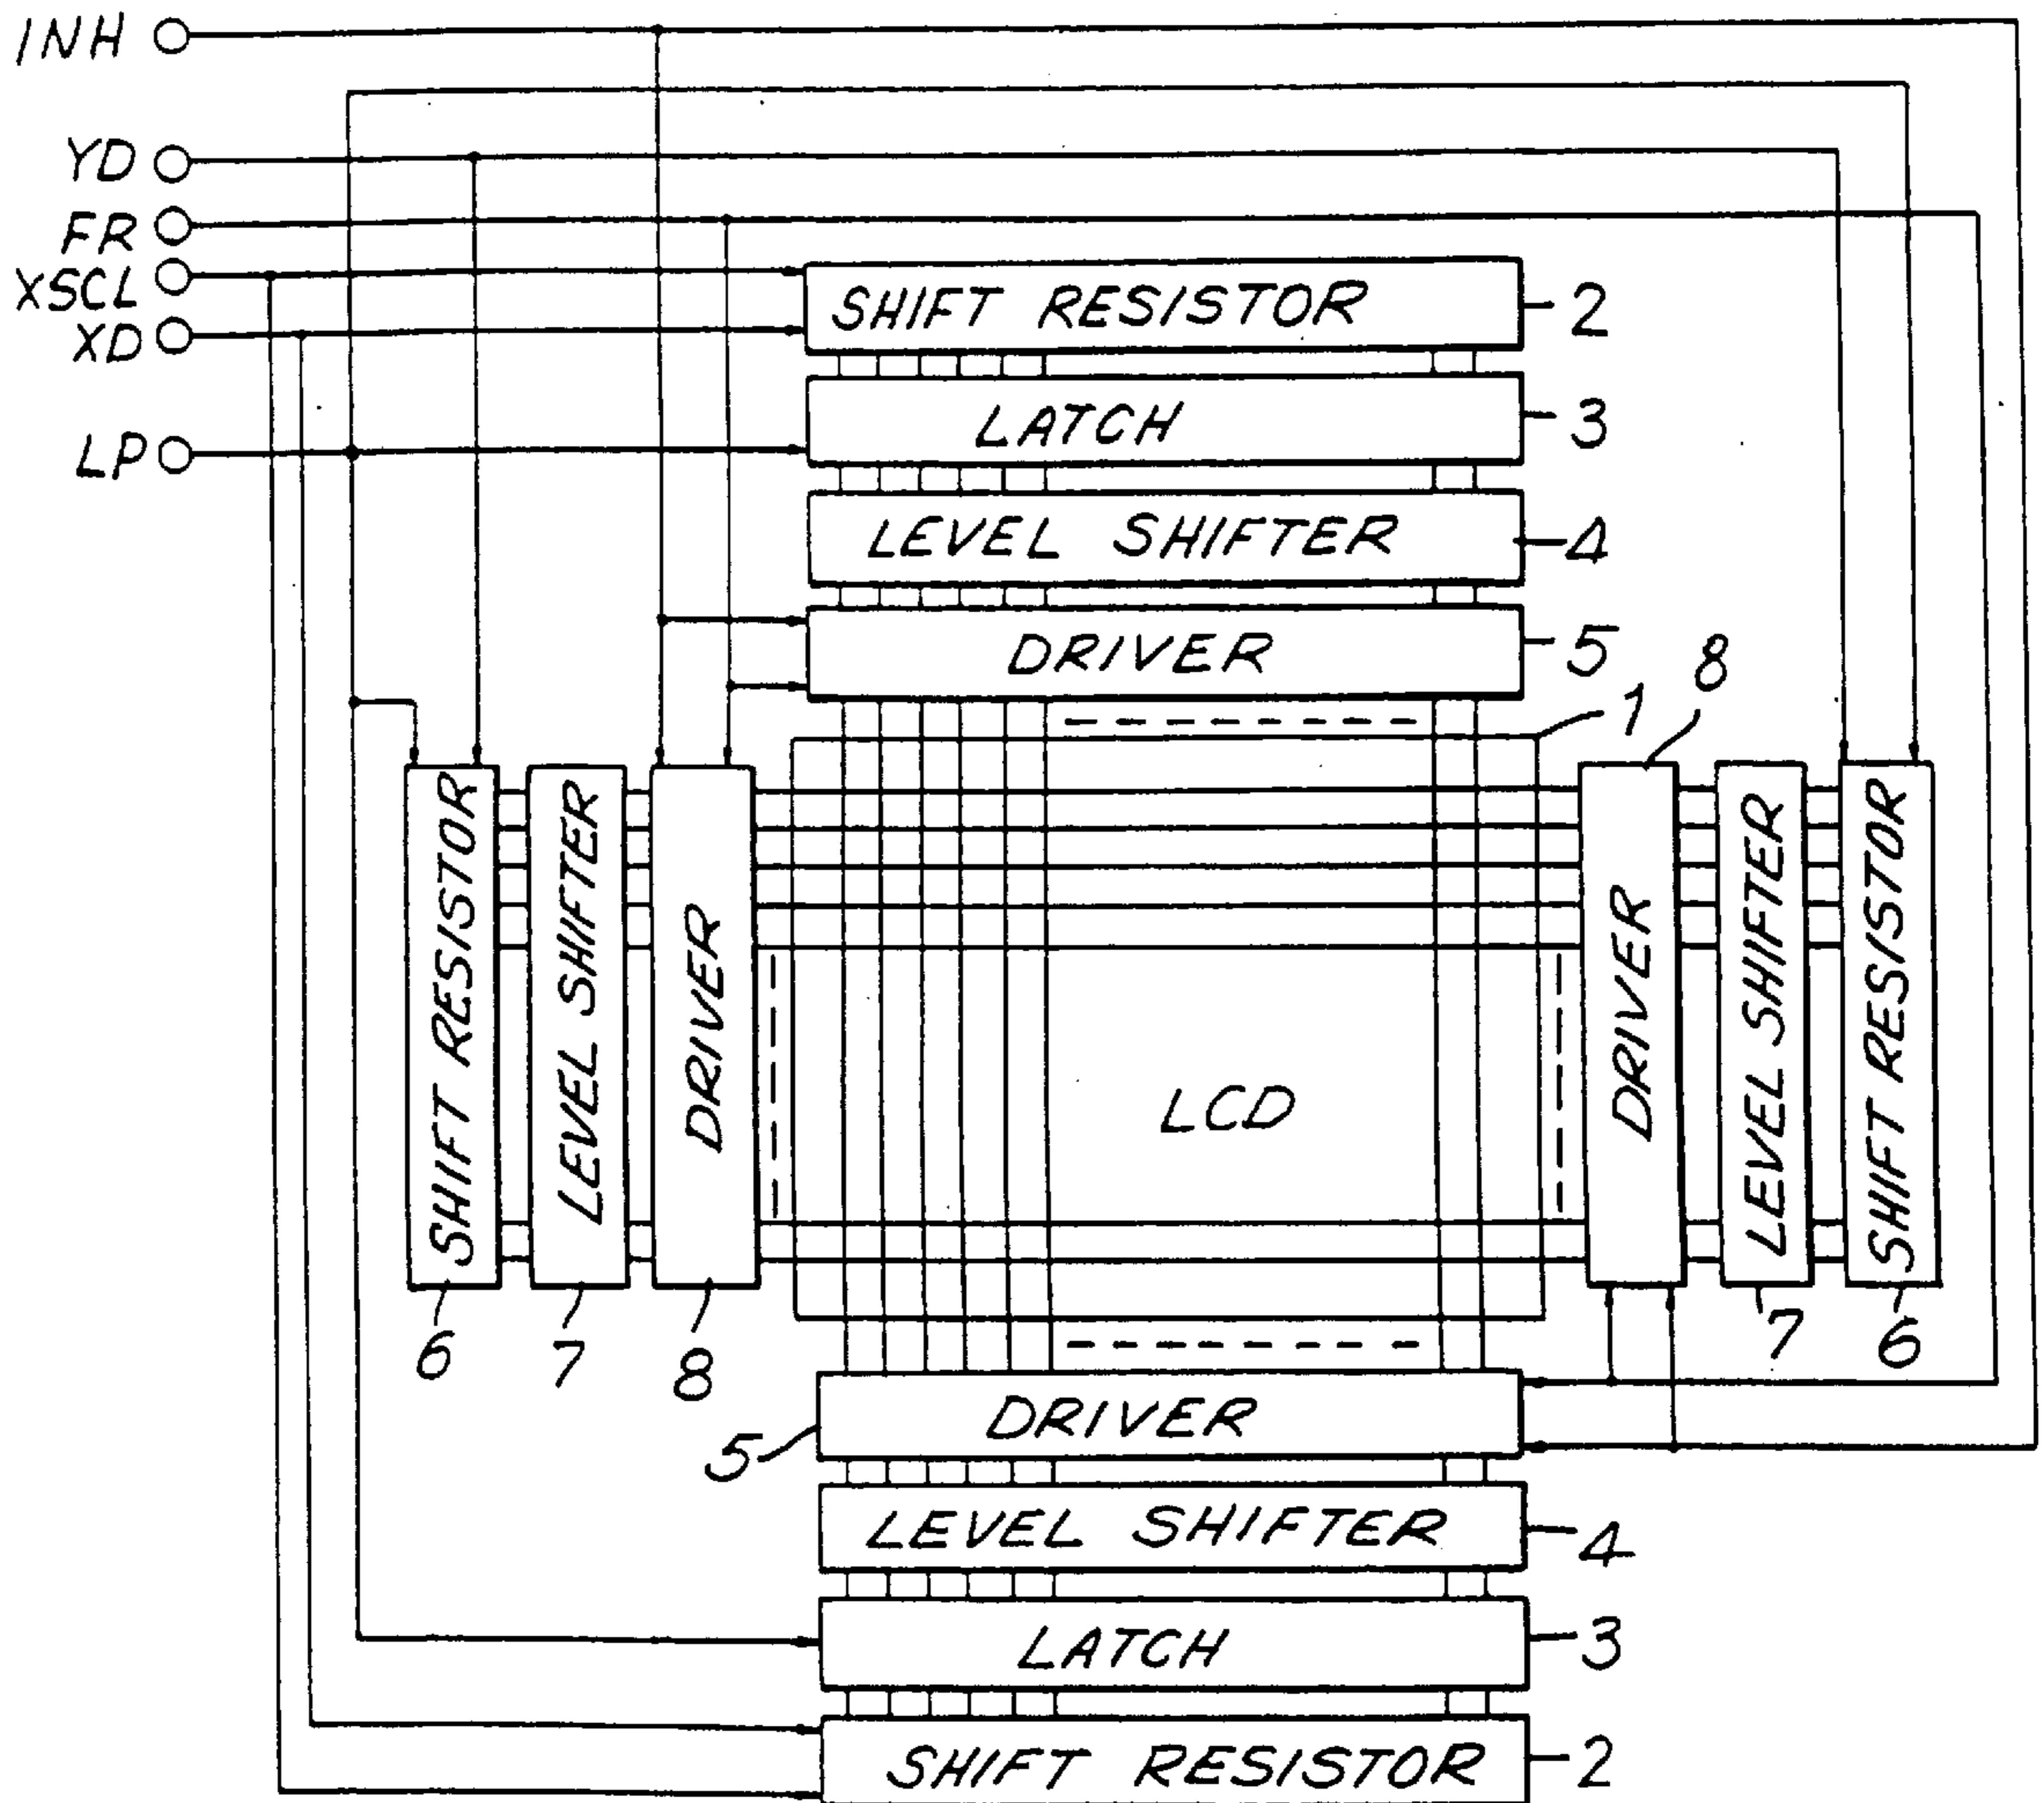 INH
YD
FR
XSCL
XD
LP
SHIFT RESISTOR
2
LATCH
3
LEVEL SHIFTER
4
DRIVER
5
1
8
SHIFT RESISTOR
LEVEL SHIFTER
DRIVER
LCD
DRIVER
LEVEL SHIFTER
SHIFT RESISTOR
6
7
8
7
6
DRIVER
5
LEVEL SHIFTER
4
LATCH
3
SHIFT RESISTOR
2